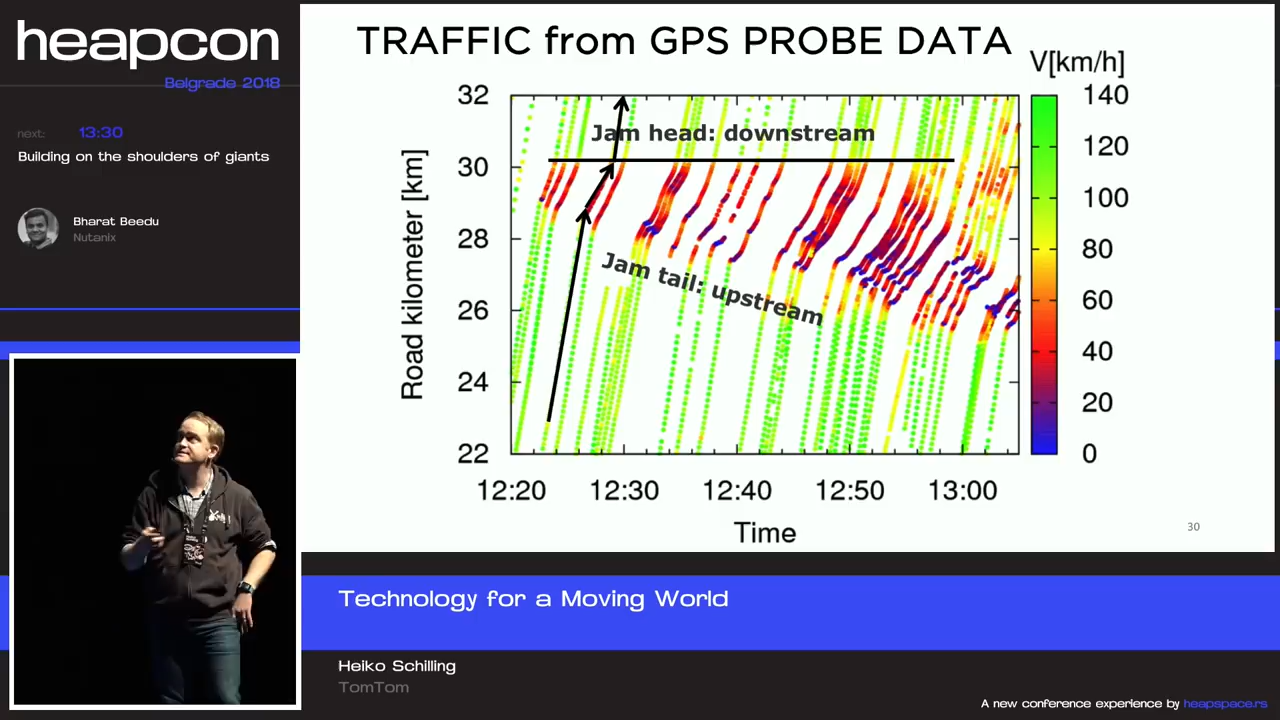 heapcon
Belgrade 2018
next: 13:30
Building on the shoulders of giants
Bharat Beedu
Nutanix
TRAFFIC from GPS PROBE DATA
V[km/h]
32
30
28
26
24
22
Road kilometer [km]
Jam head: downstream
Jam tail: upstream
140
120
100
80
60
40
20
0
12:20 12:30 12:40 12:50 13:00
Time
30
Technology for a Moving World
Heiko Schilling
TomTom
A new conference experience by heapspace.rs